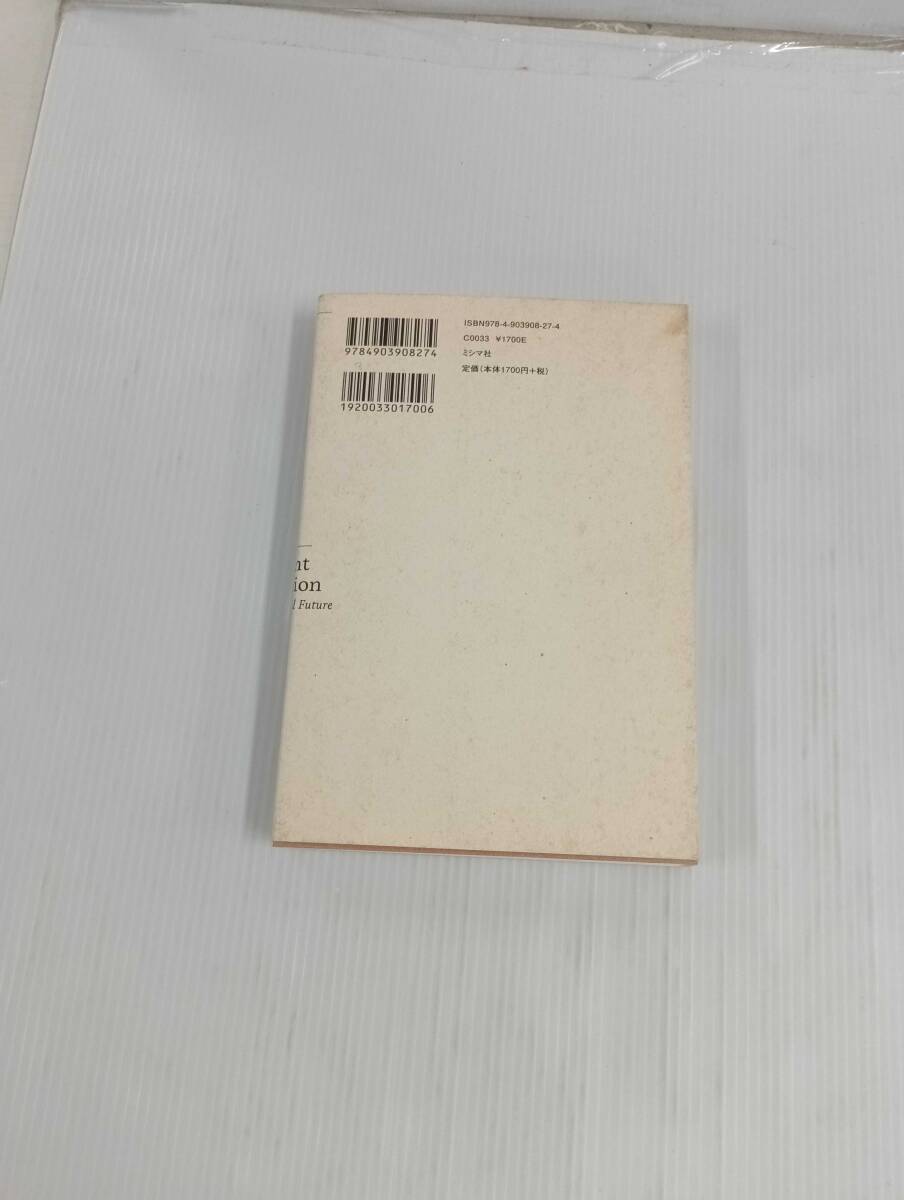 9784903908274
1920033017006
ISBN978-4-903908-27-4
C0033 ¥1700E
ミシマ社
定価(本体1700円+税)
nt
ion
l Future